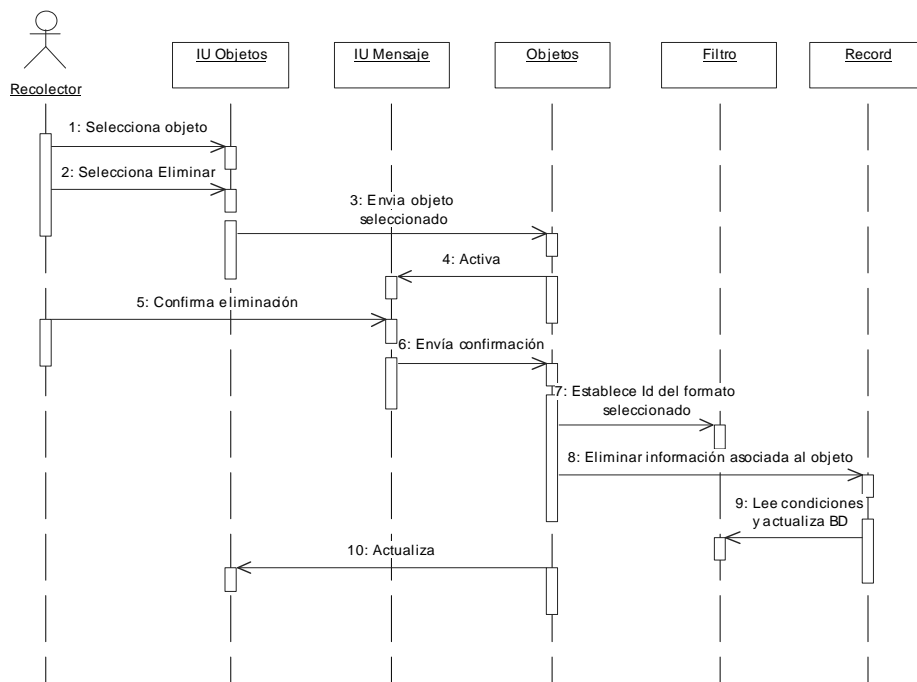 IU Objetos
IU Mensaje
Objetos
Filtro
Record
Recolector
1: Selecciona objeto
2: Selecciona Eliminar
3: Envia objeto
seleccionado
4: Activa
5: Confirma eliminación
6: Envía confirmación
7: Establece Id del formato
seleccionado
8: Eliminar información asociada al objeto
9: Lee condiciones
y actualiza BD
10: Actualiza